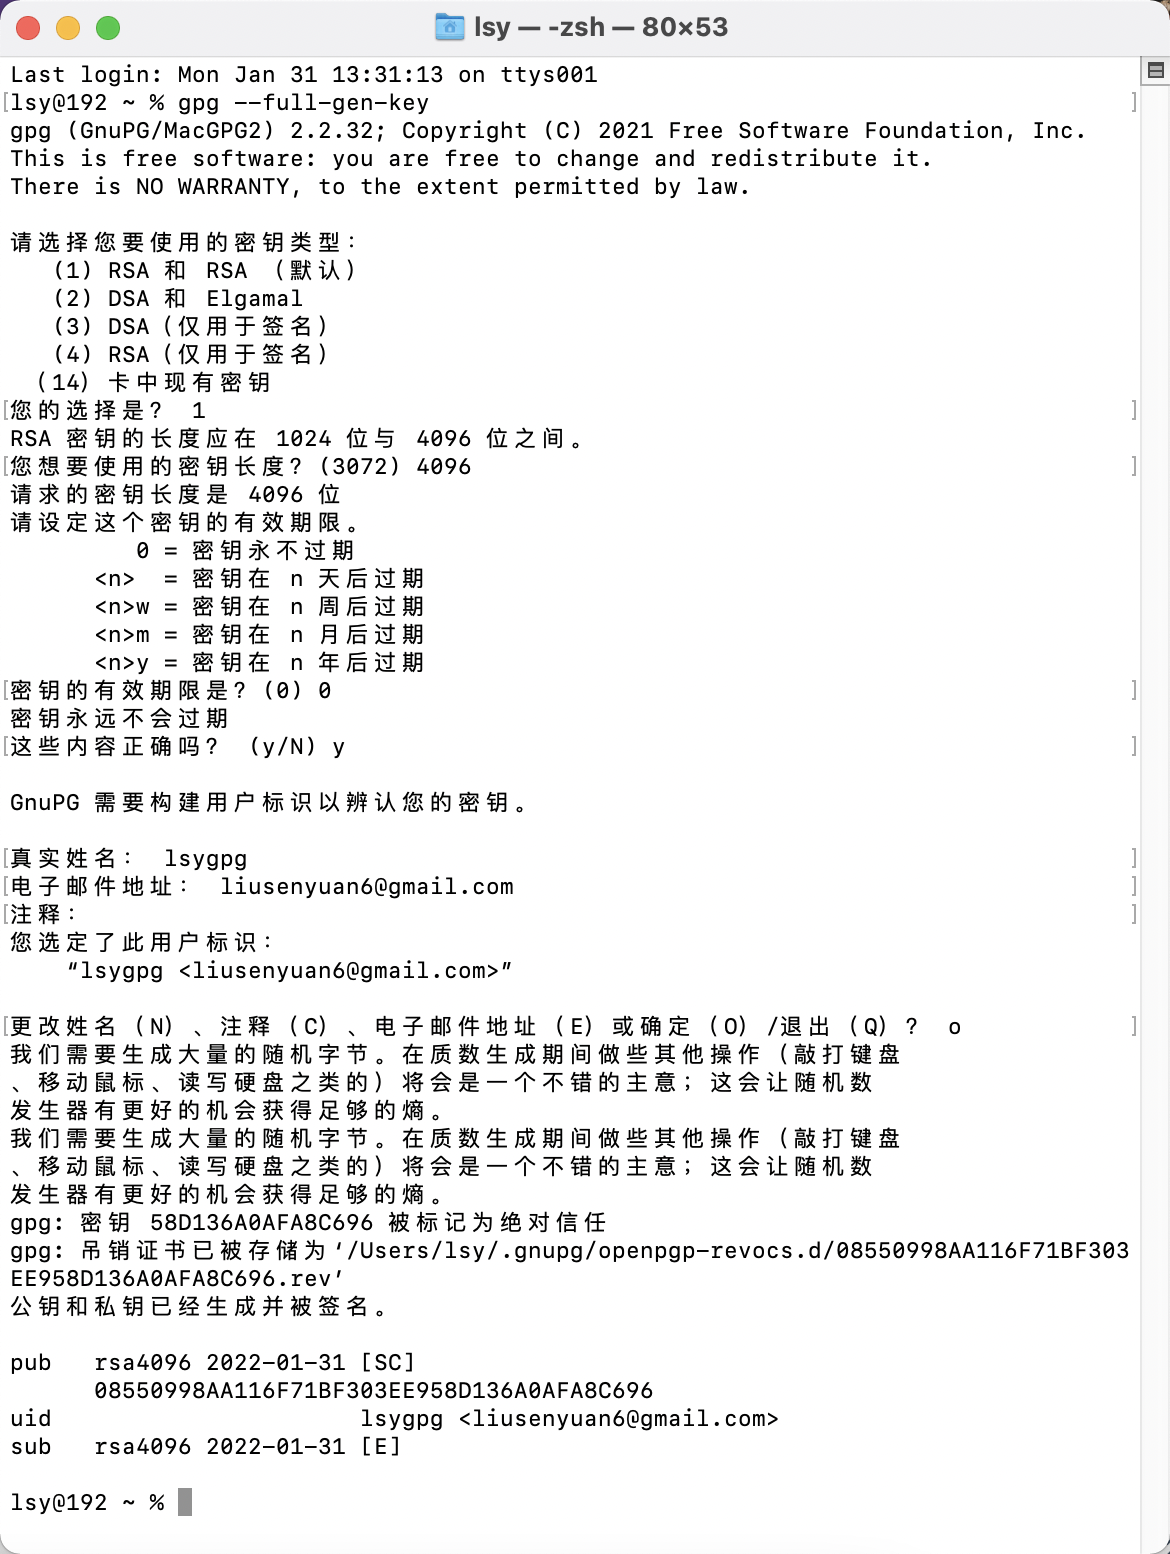 lsy — -zsh — 80×53
Last login: Mon Jan 31 13:31:13 on ttys001
[lsy@192 ~ % gpg --full-gen-key ]
gpg (GnuPG/MacGPG2) 2.2.32; Copyright (C) 2021 Free Software Foundation, Inc.
This is free software: you are free to change and redistribute it.
There is NO WARRANTY, to the extent permitted by law.
请选择您要使用的密钥类型：
(1) RSA 和 RSA （默认）
(2) DSA 和 Elgamal
(3) DSA（仅用于签名）
(4) RSA（仅用于签名）
（14）卡中现有密钥
[您的选择是？ 1 ]
RSA 密钥的长度应在 1024 位与 4096 位之间。
[您想要使用的密钥长度？(3072) 4096 ]
请求的密钥长度是 4096 位
请设定这个密钥的有效期限。
0 = 密钥永不过期
<n> = 密钥在 n 天后过期
<n>w = 密钥在 n 周后过期
<n>m = 密钥在 n 月后过期
<n>y = 密钥在 n 年后过期
[密钥的有效期限是？(0) 0 ]
密钥永远不会过期
[这些内容正确吗？ (y/N) y ]
GnuPG 需要构建用户标识以辨认您的密钥。
[真实姓名： lsygpg ]
[电子邮件地址： liusenyuan6@gmail.com ]
[注释： ]
您选定了此用户标识：
“lsygpg <liusenyuan6@gmail.com>”
[更改姓名（N）、注释（C）、电子邮件地址（E）或确定（O）/退出（Q）？ o ]
我们需要生成大量的随机字节。在质数生成期间做些其他操作（敲打键盘
、移动鼠标、读写硬盘之类的）将会是一个不错的主意；这会让随机数
发生器有更好的机会获得足够的熵。
我们需要生成大量的随机字节。在质数生成期间做些其他操作（敲打键盘
、移动鼠标、读写硬盘之类的）将会是一个不错的主意；这会让随机数
发生器有更好的机会获得足够的熵。
gpg: 密钥 58D136A0AFA8C696 被标记为绝对信任
gpg: 吊销证书已被存储为‘/Users/lsy/.gnupg/openpgp-revocs.d/08550998AA116F71BF303
EE958D136A0AFA8C696.rev’
公钥和私钥已经生成并被签名。
pub rsa4096 2022-01-31 [SC]
08550998AA116F71BF303EE958D136A0AFA8C696
uid lsygpg <liusenyuan6@gmail.com>
sub rsa4096 2022-01-31 [E]
lsy@192 ~ %